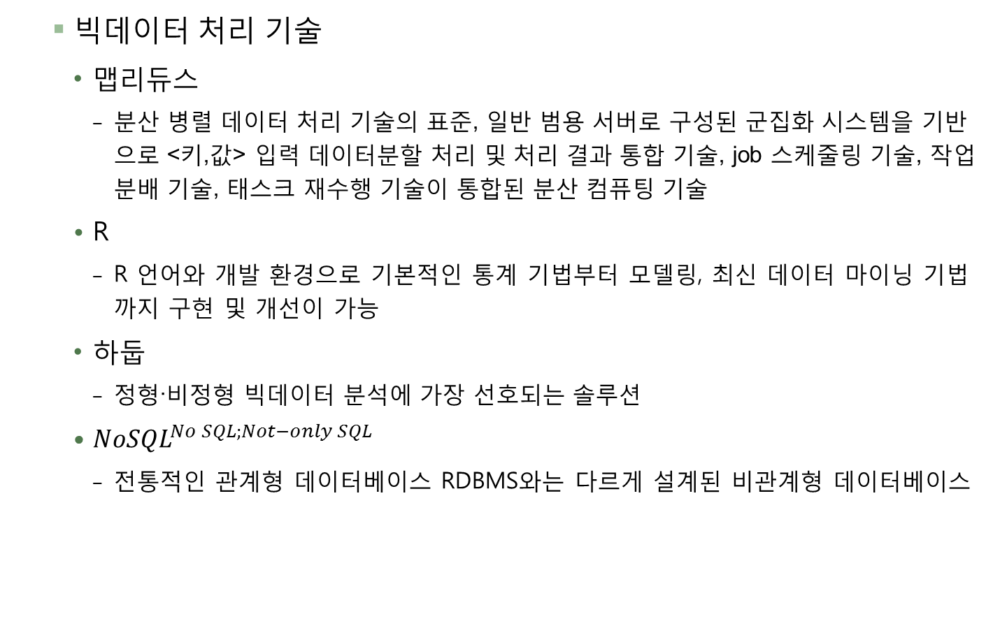 ▪ 빅데이터 처리 기술
• 맵리듀스
– 분산 병렬 데이터 처리 기술의 표준, 일반 범용 서버로 구성된 군집화 시스템을 기반
으로 <키,값> 입력 데이터분할 처리 및 처리 결과 통합 기술, job 스케줄링 기술, 작업
분배 기술, 태스크 재수행 기술이 통합된 분산 컴퓨팅 기술
• R
– R 언어와 개발 환경으로 기본적인 통계 기법부터 모델링, 최신 데이터 마이닝 기법
까지 구현 및 개선이 가능
• 하둡
– 정형·비정형 빅데이터 분석에 가장 선호되는 솔루션
• NoSQL^No SQL;Not−only SQL
– 전통적인 관계형 데이터베이스 RDBMS와는 다르게 설계된 비관계형 데이터베이스